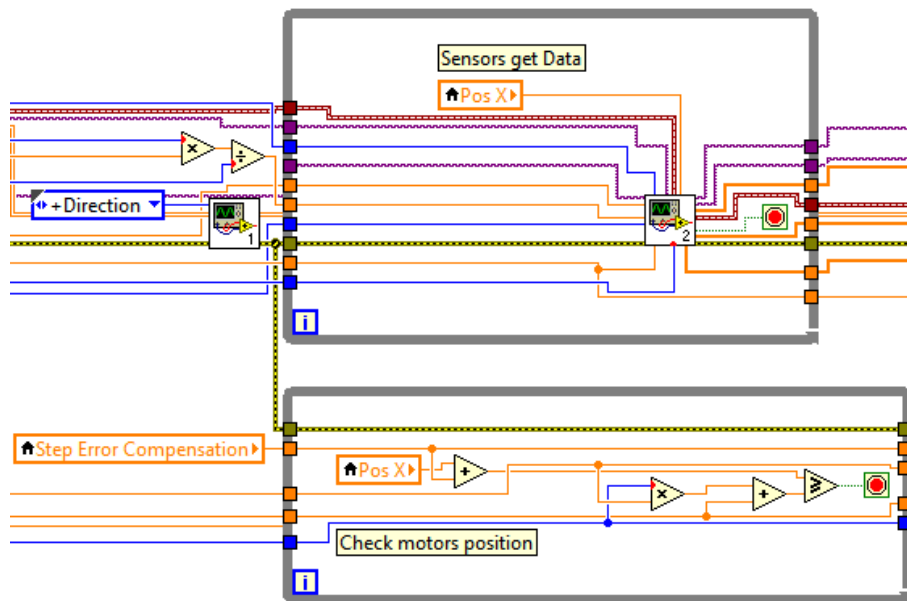 Sensors get Data
Pos X
+Direction
1
2
i
Step Error Compensation
Pos X
Check motors position
i